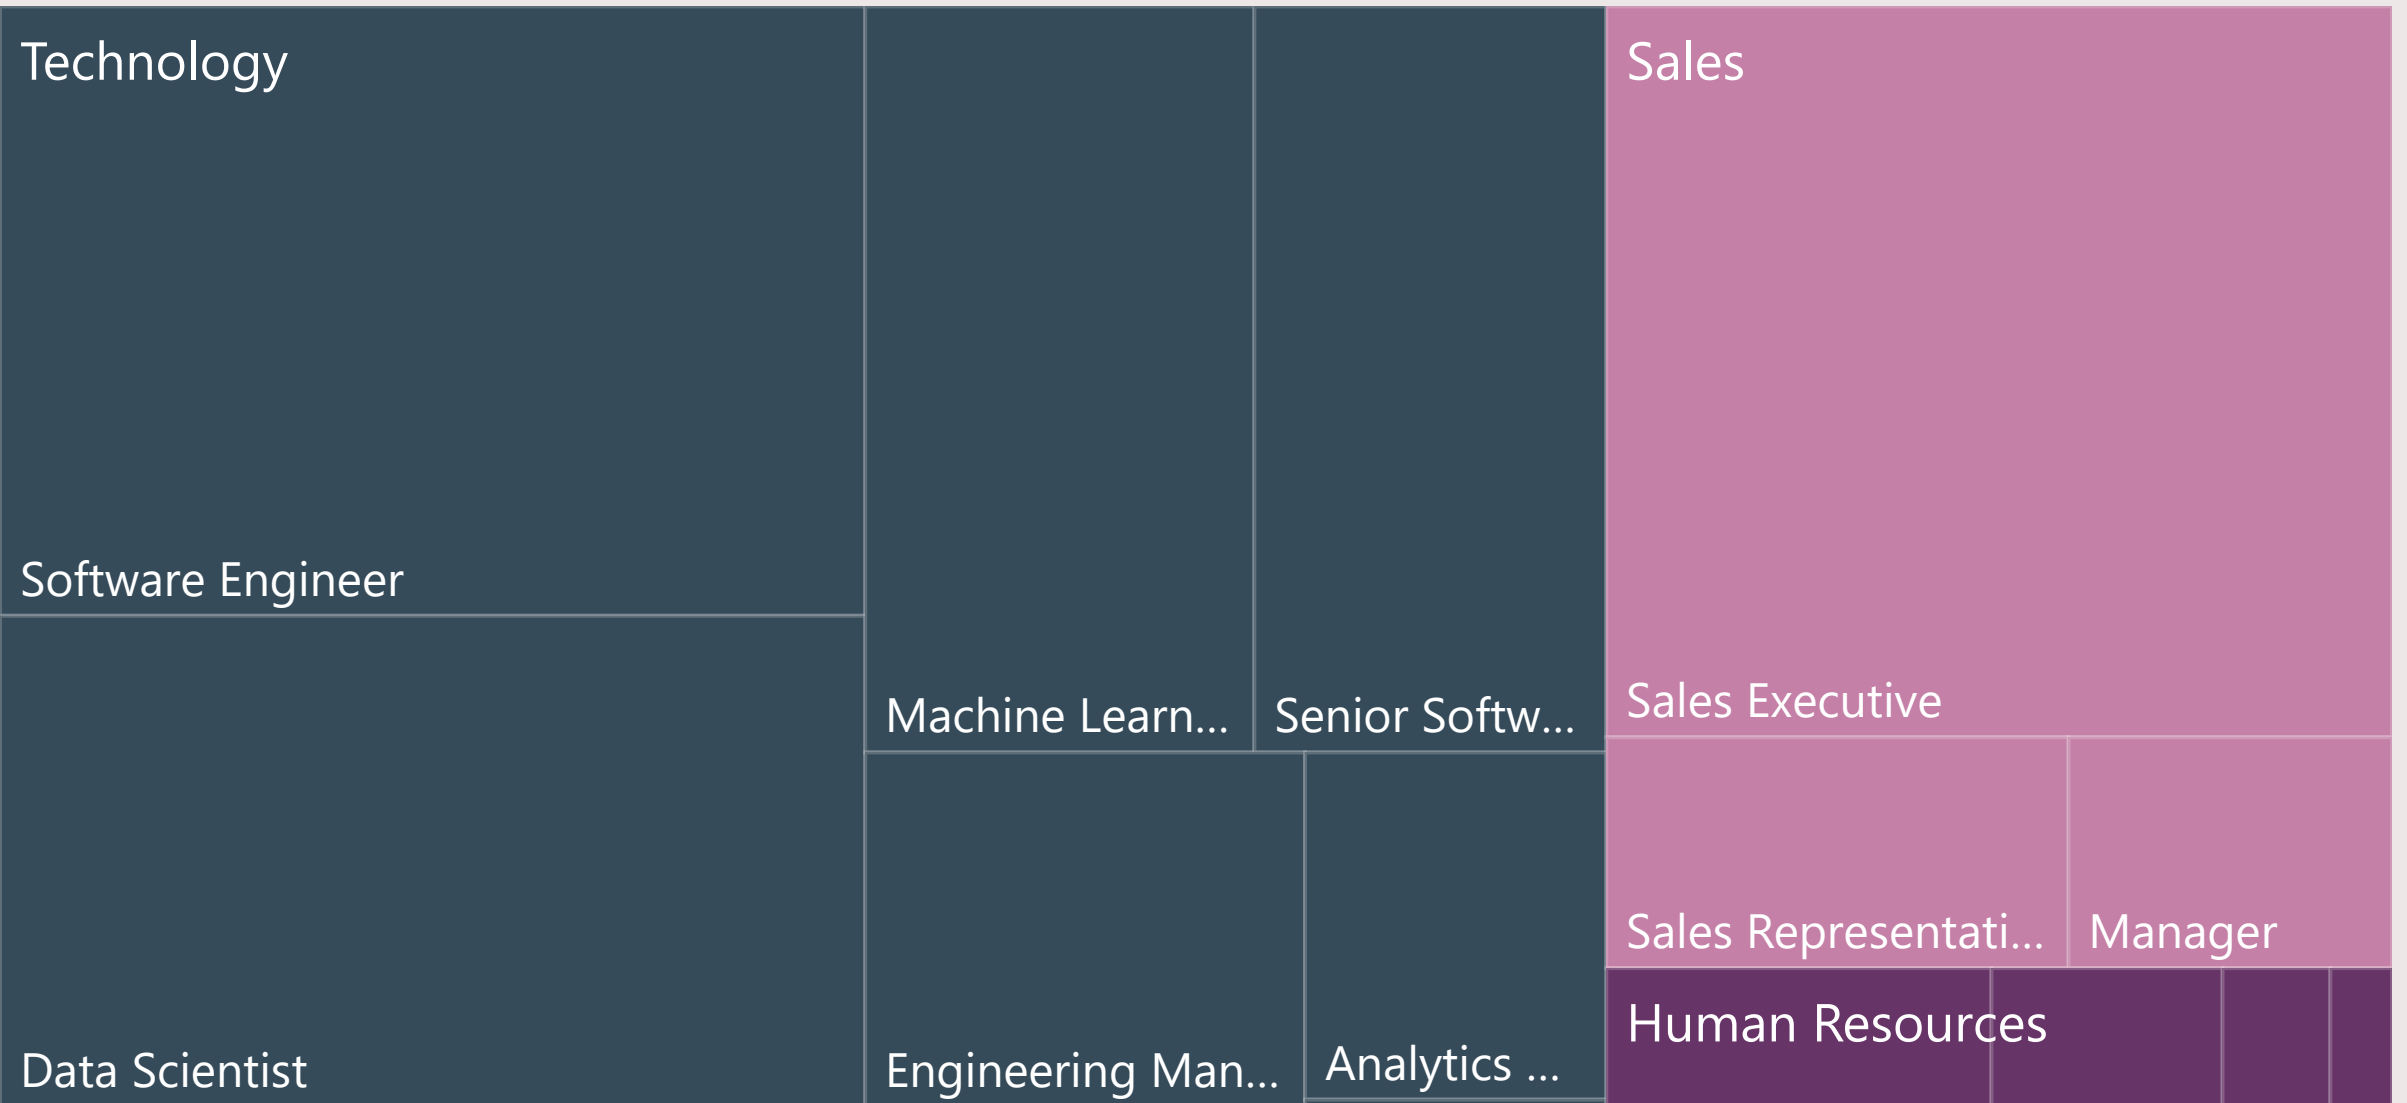 Technology
Software Engineer
Data Scientist
Machine Learn...
Senior Softw...
Engineering Man...
Analytics ...
Sales
Sales Executive
Sales Representati...
Manager
Human Resources